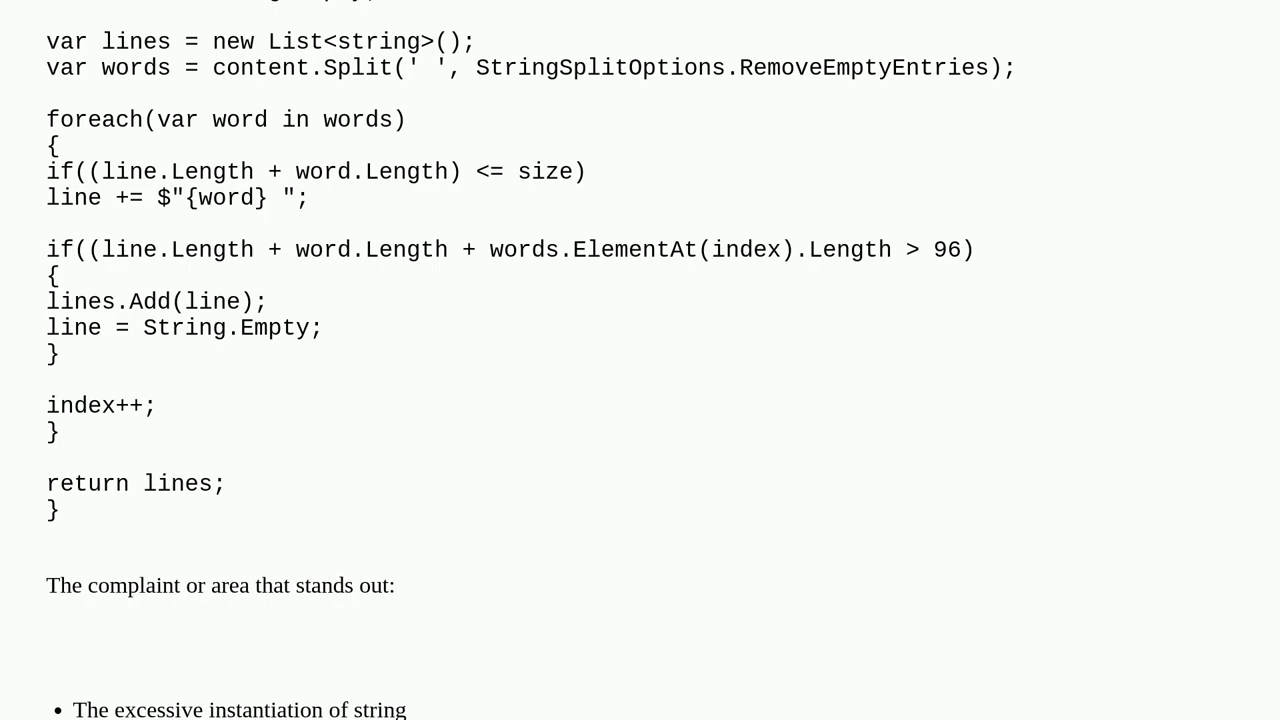 var lines = new List<string>();
var words = content.Split(' ', StringSplitOptions.RemoveEmptyEntries);
foreach(var word in words)
{
if((line.Length + word.Length) <= size)
line += $"{word} ";
if((line.Length + word.Length + words.ElementAt(index).Length > 96)
{
lines.Add(line);
line = String.Empty;
}
index++;
}
return lines;
}
The complaint or area that stands out:
• The excessive instantiation of string